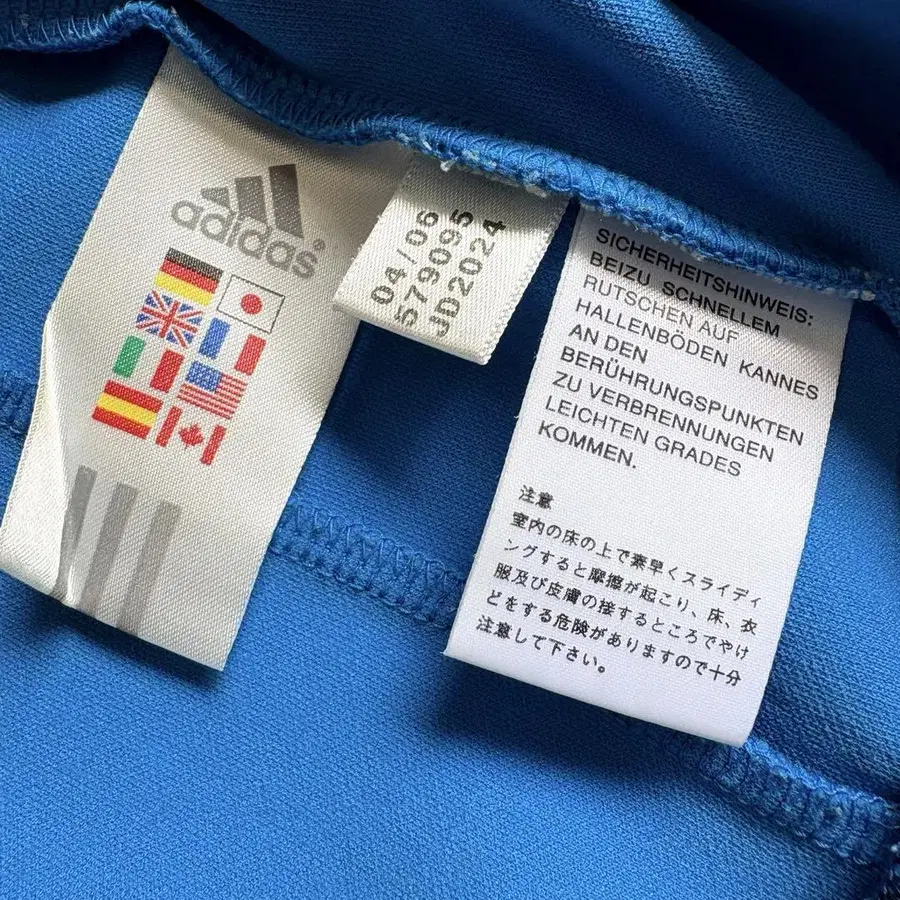 adidas
04/06
579095
JD2024
SICHERHEITSHINWEIS:
BEIZU SCHNELLEM
RUTSCHEN AUF
HALLENBÖDEN KANNES
AN DEN
BERÜHRUNGSPUNKTEN
ZU VERBRENNUNGEN
LEICHTEN GRADES
KOMMEN.
注意
室内の床の上で素早くスライディ
ングすると摩擦が起こり、床、衣
服及び皮膚の接するところでやけ
どをする危険がありますので十分
注意して下さい。